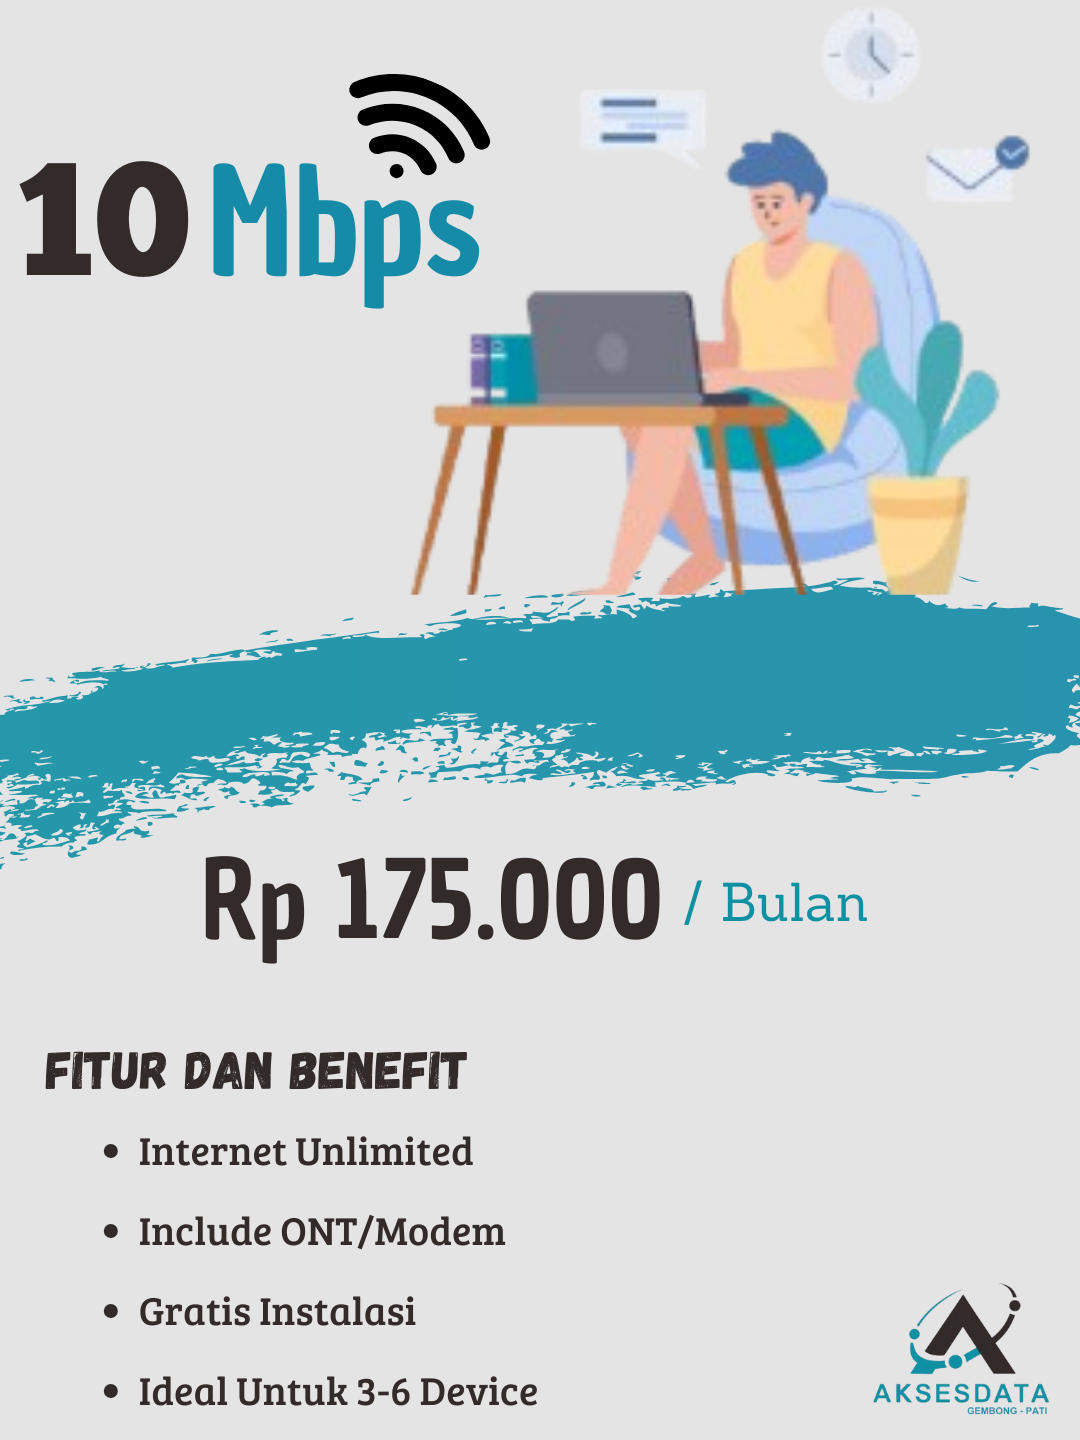 10 Mbps
Rp 175.000 / Bulan
FITUR DAN BENEFIT
• Internet Unlimited
• Include ONT/Modem
• Gratis Instalasi
• Ideal Untuk 3-6 Device
AKSESDATA
GEMBONG - PATI